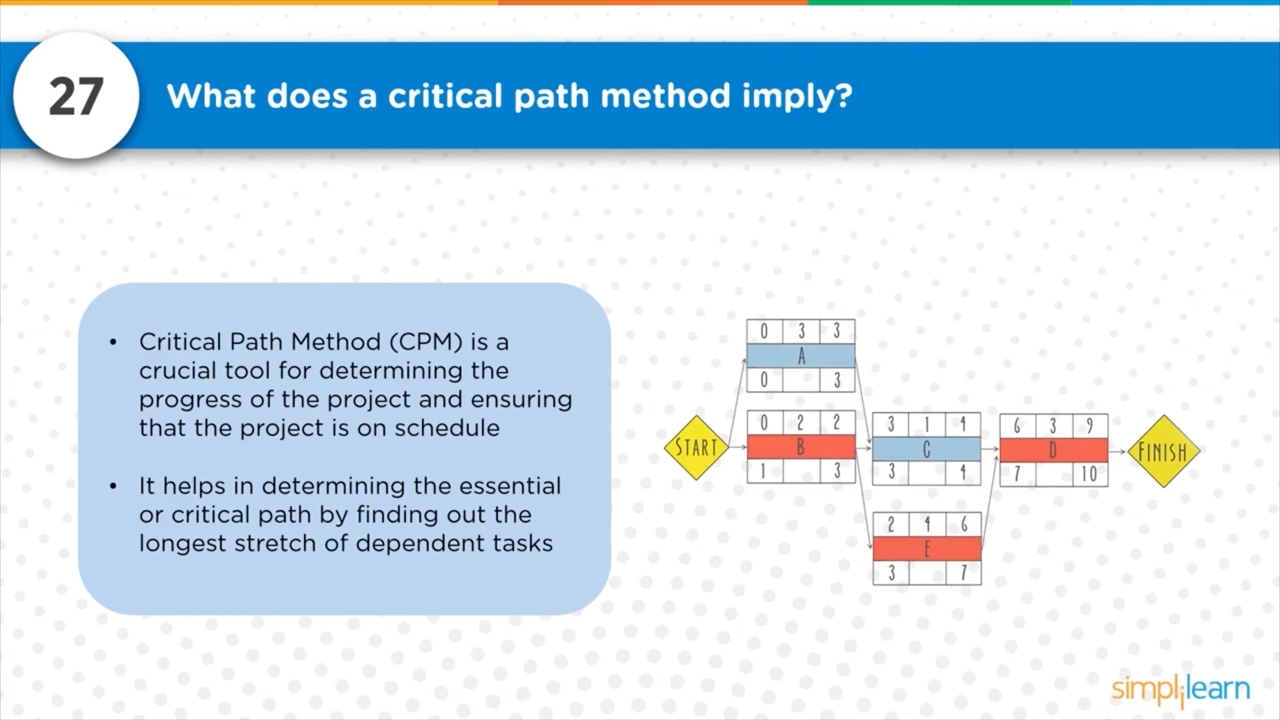 27
What does a critical path method imply?
• Critical Path Method (CPM) is a
crucial tool for determining the
progress of the project and ensuring
that the project is on schedule
• It helps in determining the essential
or critical path by finding out the
longest stretch of dependent tasks
START
0 3 3
A
0 3
0 2 2
B
1 3
3 1 4
C
3 4
2 4 6
E
3 7
6 3 9
D
7 10
FINISH
simplilearn